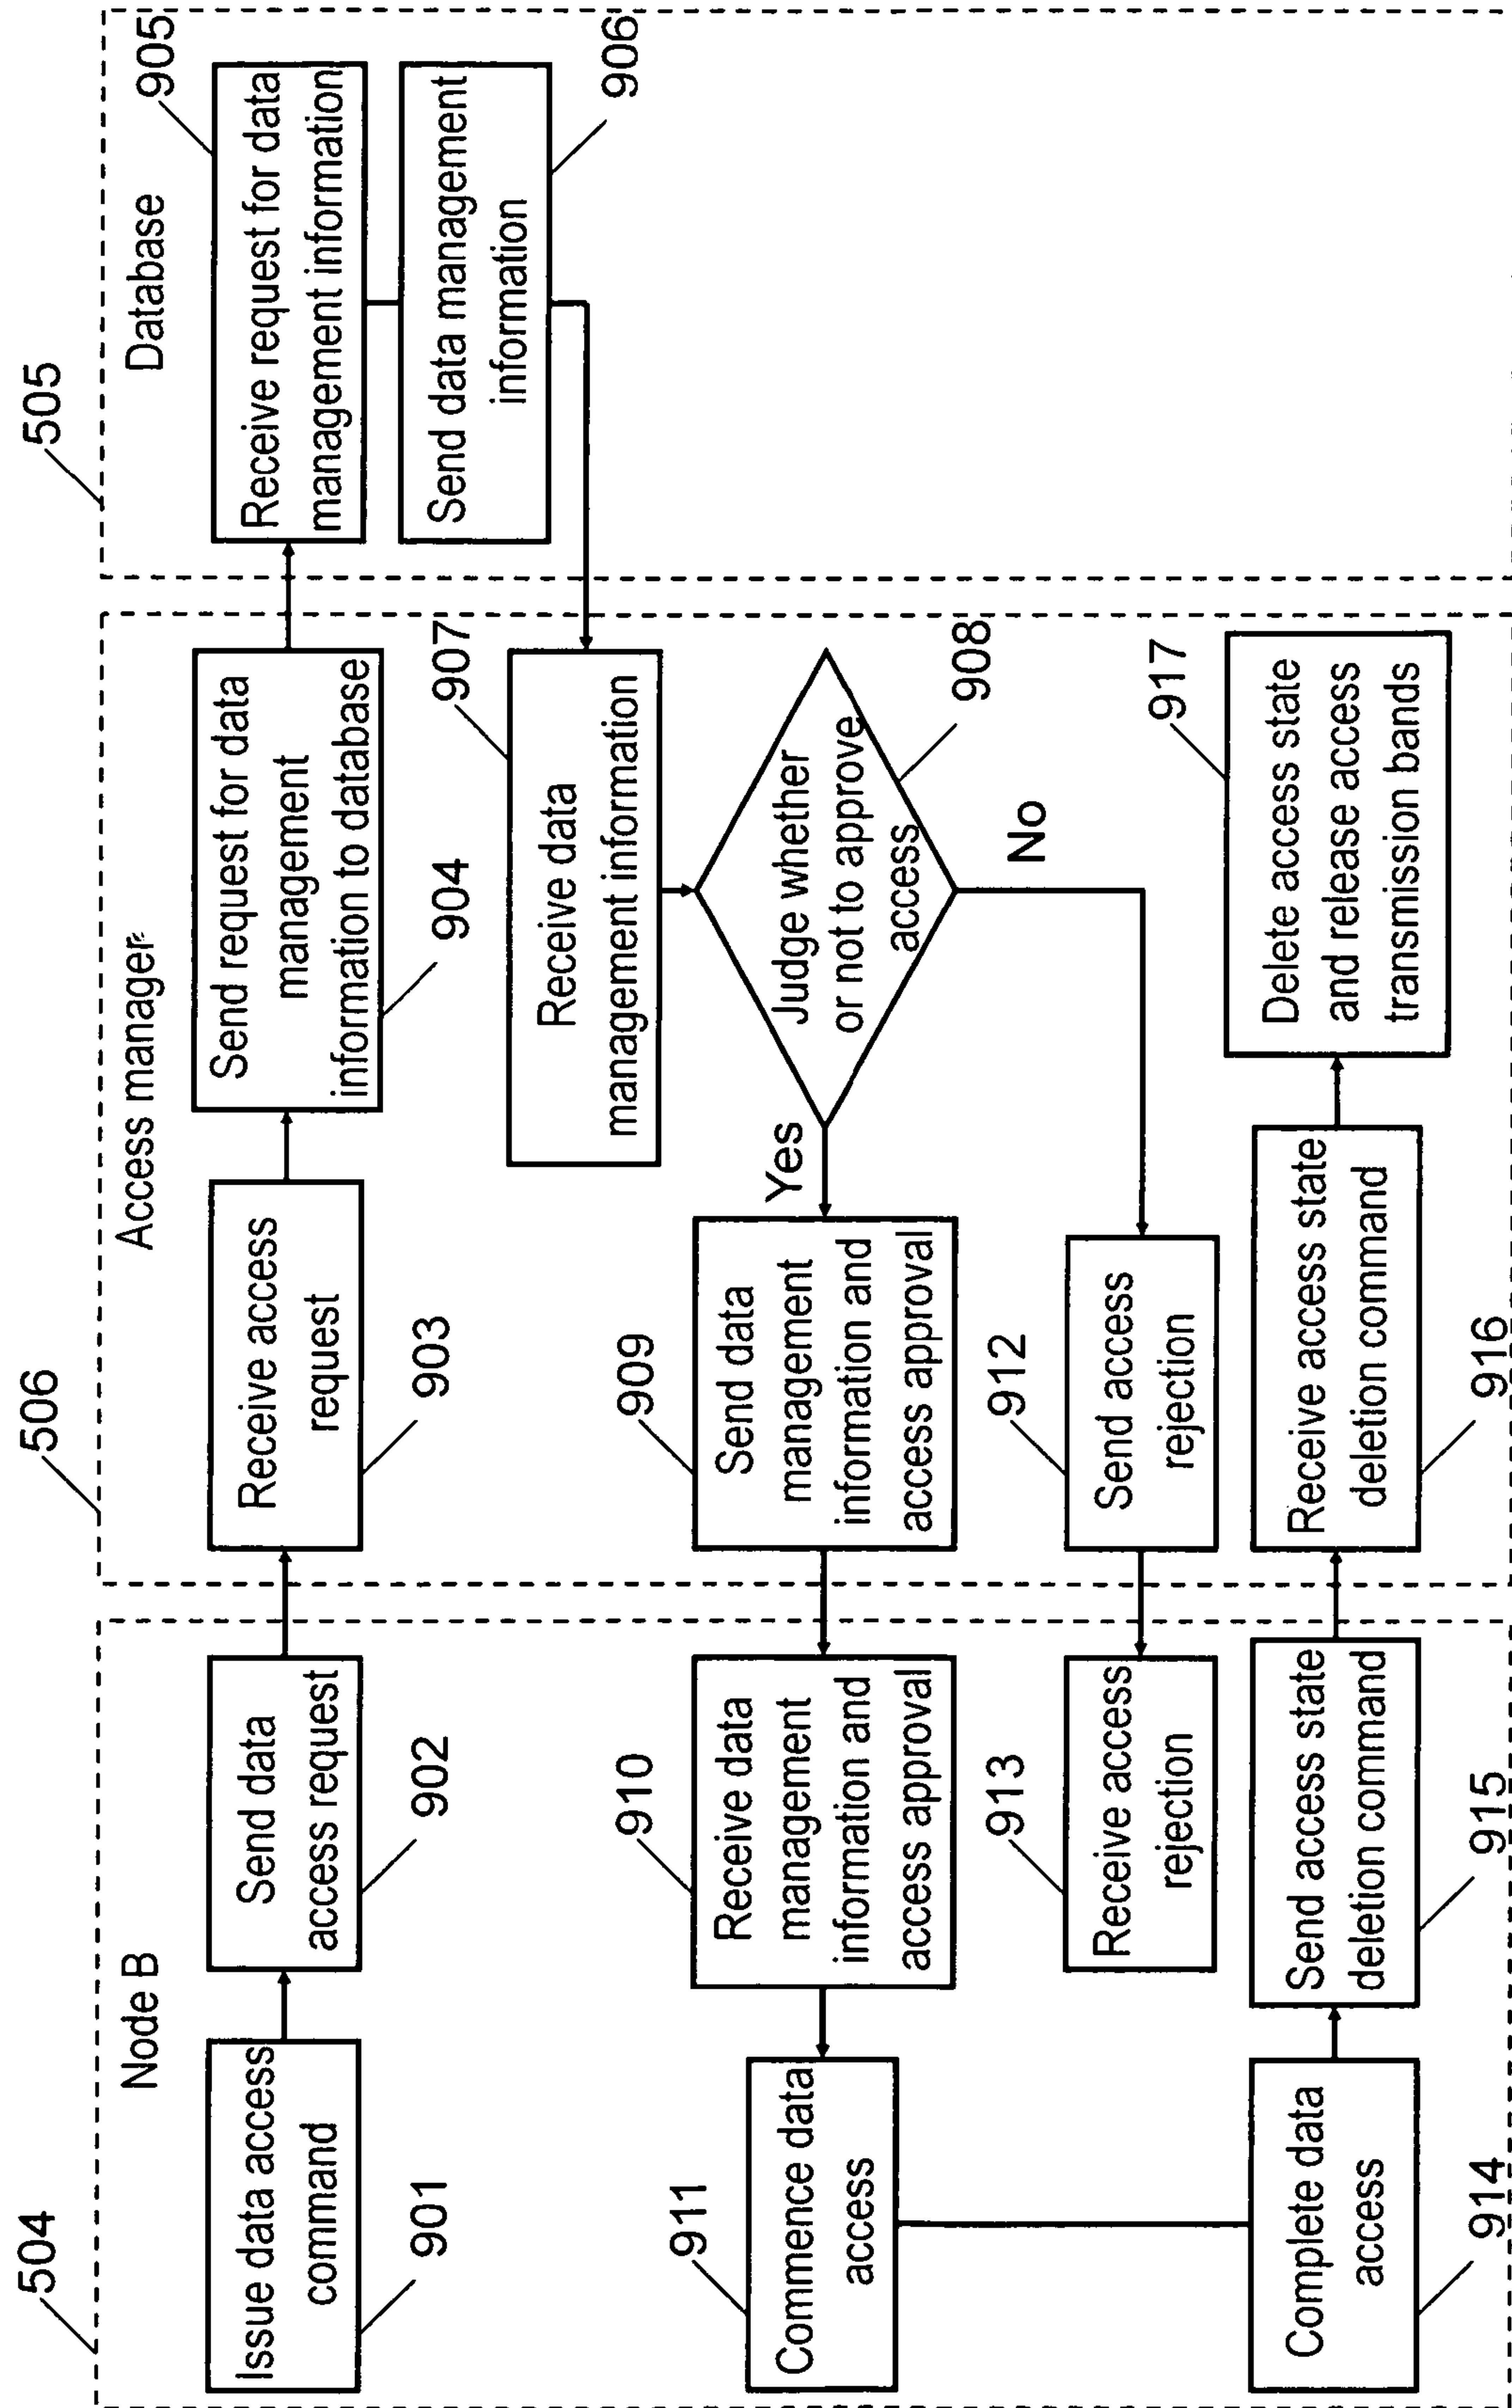 504
Node B
Issue data access
command
901
Send data
access request
902
506
Access manager
Receive access
request
903
Send request for data
management
information to database
904
505
Database
Receive request for data
management information
905
Send data management
information
906
907
Receive data
management information
Judge whether
or not to approve
access
908
Yes
No
909
Send data
management
information and
access approval
910
Receive data
management
information and
access approval
911
Commence data
access
912
Send access
rejection
913
Receive access
rejection
Complete data
access
914
Send access state
deletion command
915
Receive access state
deletion command
916
917
Delete access state
and release access
transmission bands